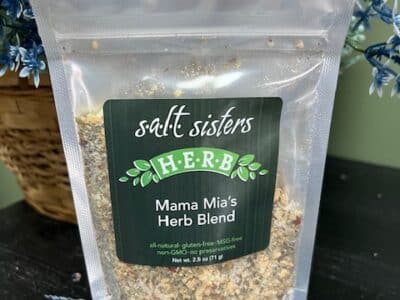 salt sisters
H·E·R·B
Mama Mia's
Herb Blend
all-natural·gluten-free·MSG-free
non-GMO·no preservatives
Net wt. 2.5 oz (71 g)